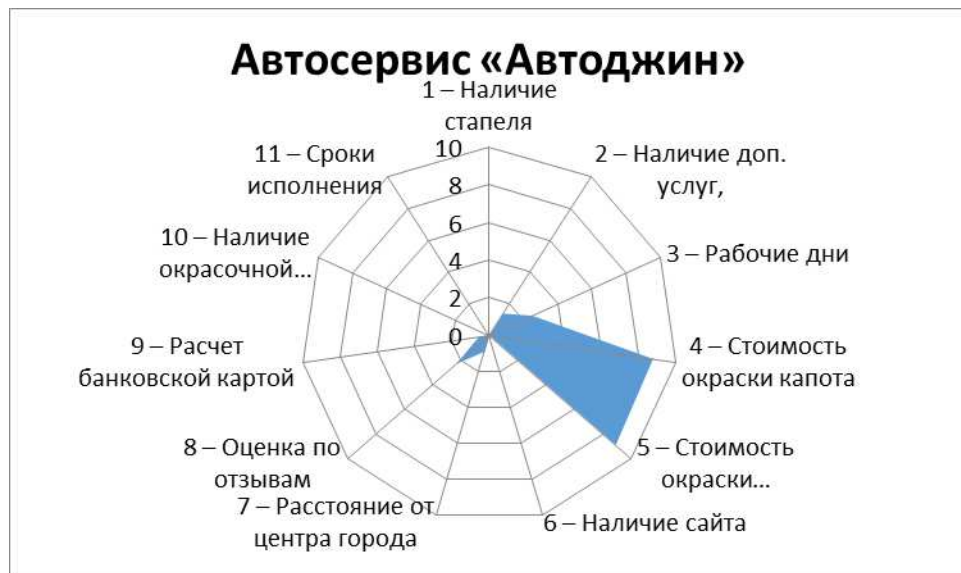 Автосервис «Автоджин»
1 – Наличие
стапеля
2 – Наличие доп.
услуг,
3 – Рабочие дни
4 – Стоимость
окраски капота
5 – Стоимость
окраски...
6 – Наличие сайта
7 – Расстояние от
центра города
8 – Оценка по
отзывам
9 – Расчет
банковской картой
10 – Наличие
окрасочной...
11 – Сроки
исполнения
10
8
6
4
2
0